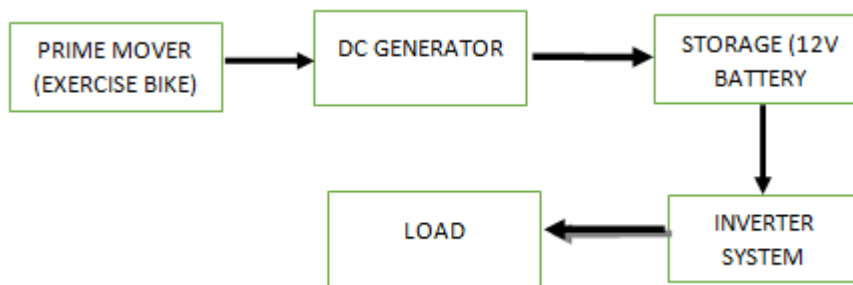 PRIME MOVER
(EXERCISE BIKE)
DC GENERATOR
STORAGE (12V
BATTERY
LOAD
INVERTER
SYSTEM